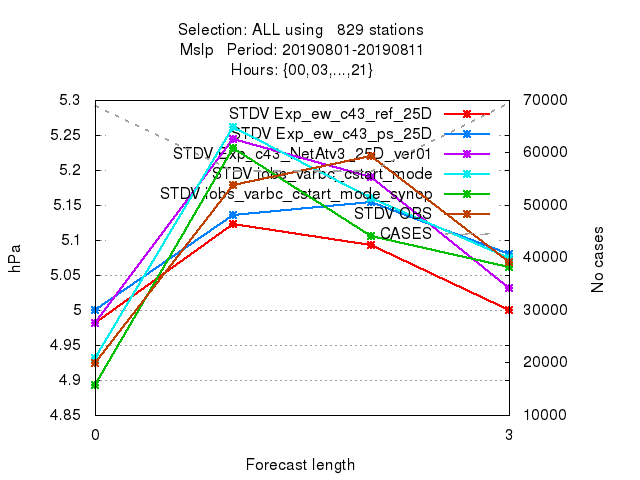 Selection: ALL using 829 stations
Mslp Period: 20190801-20190811
Hours: {00,03,...,21}
5.3
5.25
5.2
5.15
5.1
5.05
5
4.95
4.9
4.85
hPa
STDV Exp_ew_c43_ref_25D
STDV Exp_ew_c43_ps_25D
STDV Exp_c43_NetAtv3_25D_ver01
STDV iobs_varbc_cstart_mode
STDV iobs_varbc_cstart_mode_synop
STDV OBS
CASES
70000
60000
50000
40000
30000
20000
10000
No cases
0 3
Forecast length